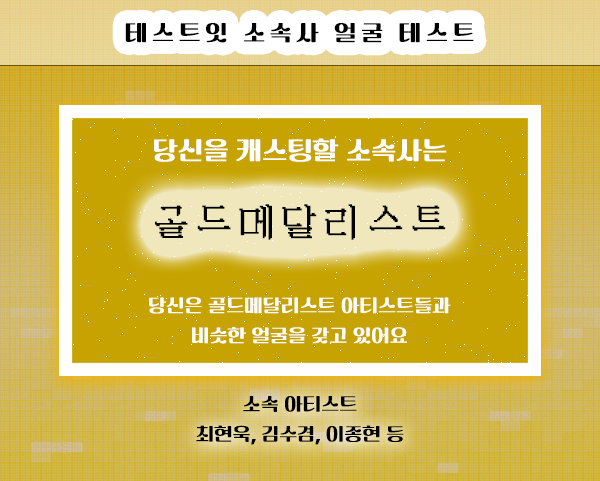 테스트잇 소속사 얼굴 테스트
당신을 캐스팅할 소속사는
골드메달리스트
당신은 골드메달리스트 아티스트들과
비슷한 얼굴을 갖고 있어요
소속 아티스트
최현욱, 김수겸, 이종현 등